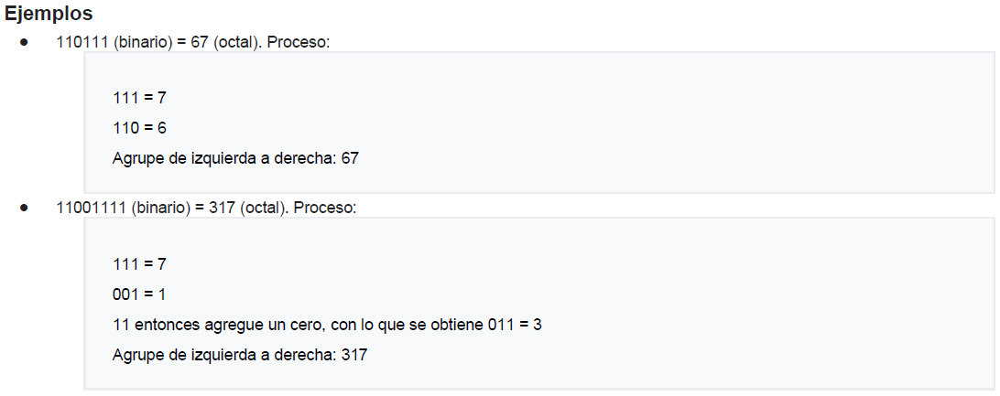 Ejemplos
● 110111 (binario) = 67 (octal). Proceso:
111 = 7
110 = 6
Agrupe de izquierda a derecha: 67
● 11001111 (binario) = 317 (octal). Proceso:
111 = 7
001 = 1
11 entonces agregue un cero, con lo que se obtiene 011 = 3
Agrupe de izquierda a derecha: 317